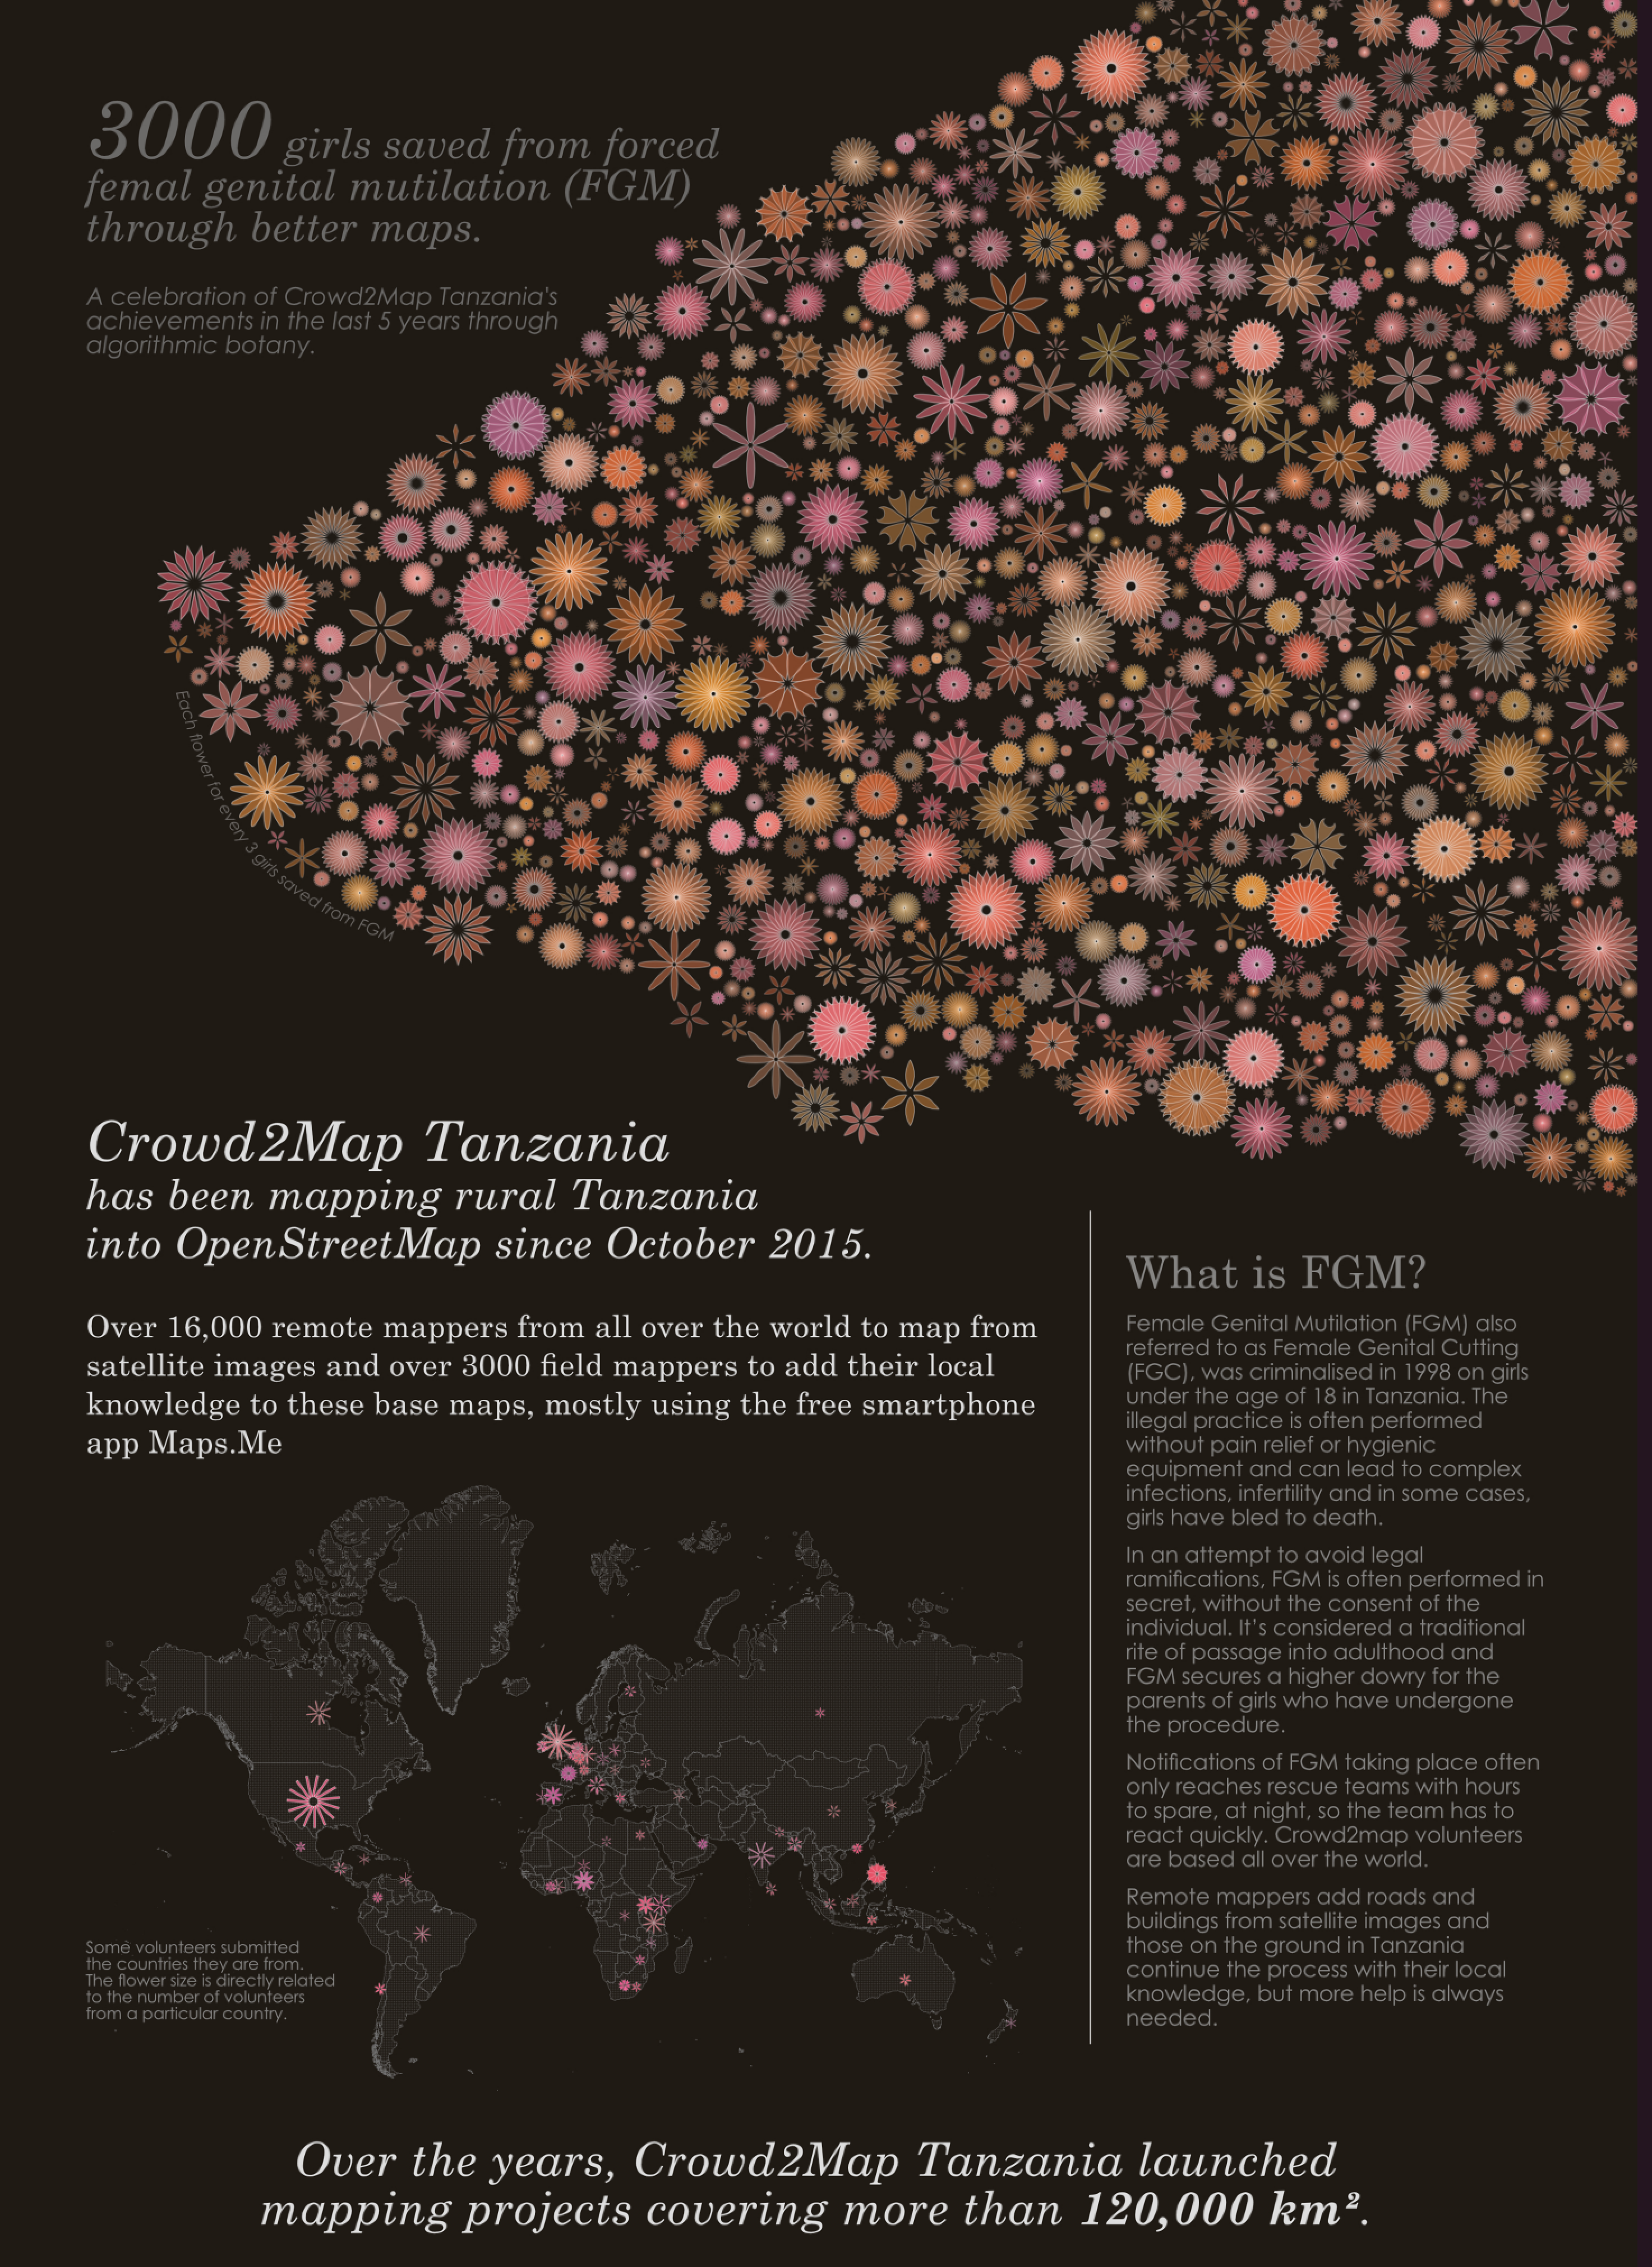 3000 girls saved from forced
femal genital mutilation (FGM)
through better maps.
A celebration of Crowd2Map Tanzania's
achievements in the last 5 years through
algorithmic botany.
Each flower for every 3 girls saved from FGM
Crowd2Map Tanzania
has been mapping rural Tanzania
into OpenStreetMap since October 2015.
Over 16,000 remote mappers from all over the world to map from
satellite images and over 3000 field mappers to add their local
knowledge to these base maps, mostly using the free smartphone
app Maps.Me
Some volunteers submitted
the countries they are from.
The flower size is directly related
to the number of volunteers
from a particular country.
What is FGM?
Female Genital Mutilation (FGM) also
referred to as Female Genital Cutting
(FGC), was criminalised in 1998 on girls
under the age of 18 in Tanzania. The
illegal practice is often performed
without pain relief or hygienic
equipment and can lead to complex
infections, infertility and in some cases,
girls have bled to death.
In an attempt to avoid legal
ramifications, FGM is often performed in
secret, without the consent of the
individual. It's considered a traditional
rite of passage into adulthood and
FGM secures a higher dowry for the
parents of girls who have undergone
the procedure.
Notifications of FGM taking place often
only reaches rescue teams with hours
to spare, at night, so the team has to
react quickly. Crowd2map volunteers
are based all over the world.
Remote mappers add roads and
buildings from satellite images and
those on the ground in Tanzania
continue the process with their local
knowledge, but more help is always
needed.
Over the years, Crowd2Map Tanzania launched
mapping projects covering more than 120,000 km².